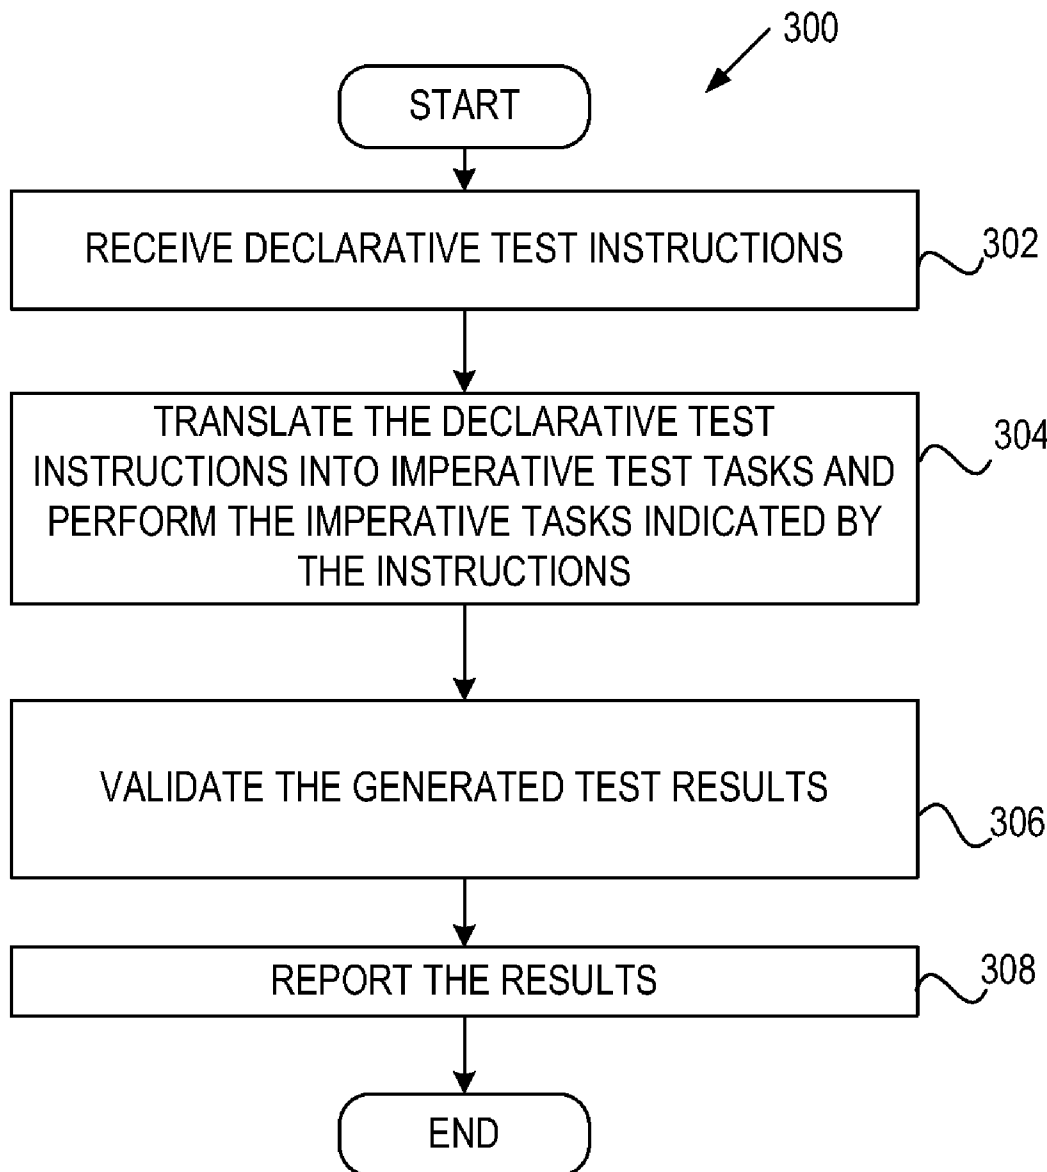 300
START
RECEIVE DECLARATIVE TEST INSTRUCTIONS
302
TRANSLATE THE DECLARATIVE TEST
INSTRUCTIONS INTO IMPERATIVE TEST TASKS AND
PERFORM THE IMPERATIVE TASKS INDICATED BY
THE INSTRUCTIONS
304
VALIDATE THE GENERATED TEST RESULTS
306
REPORT THE RESULTS
308
END